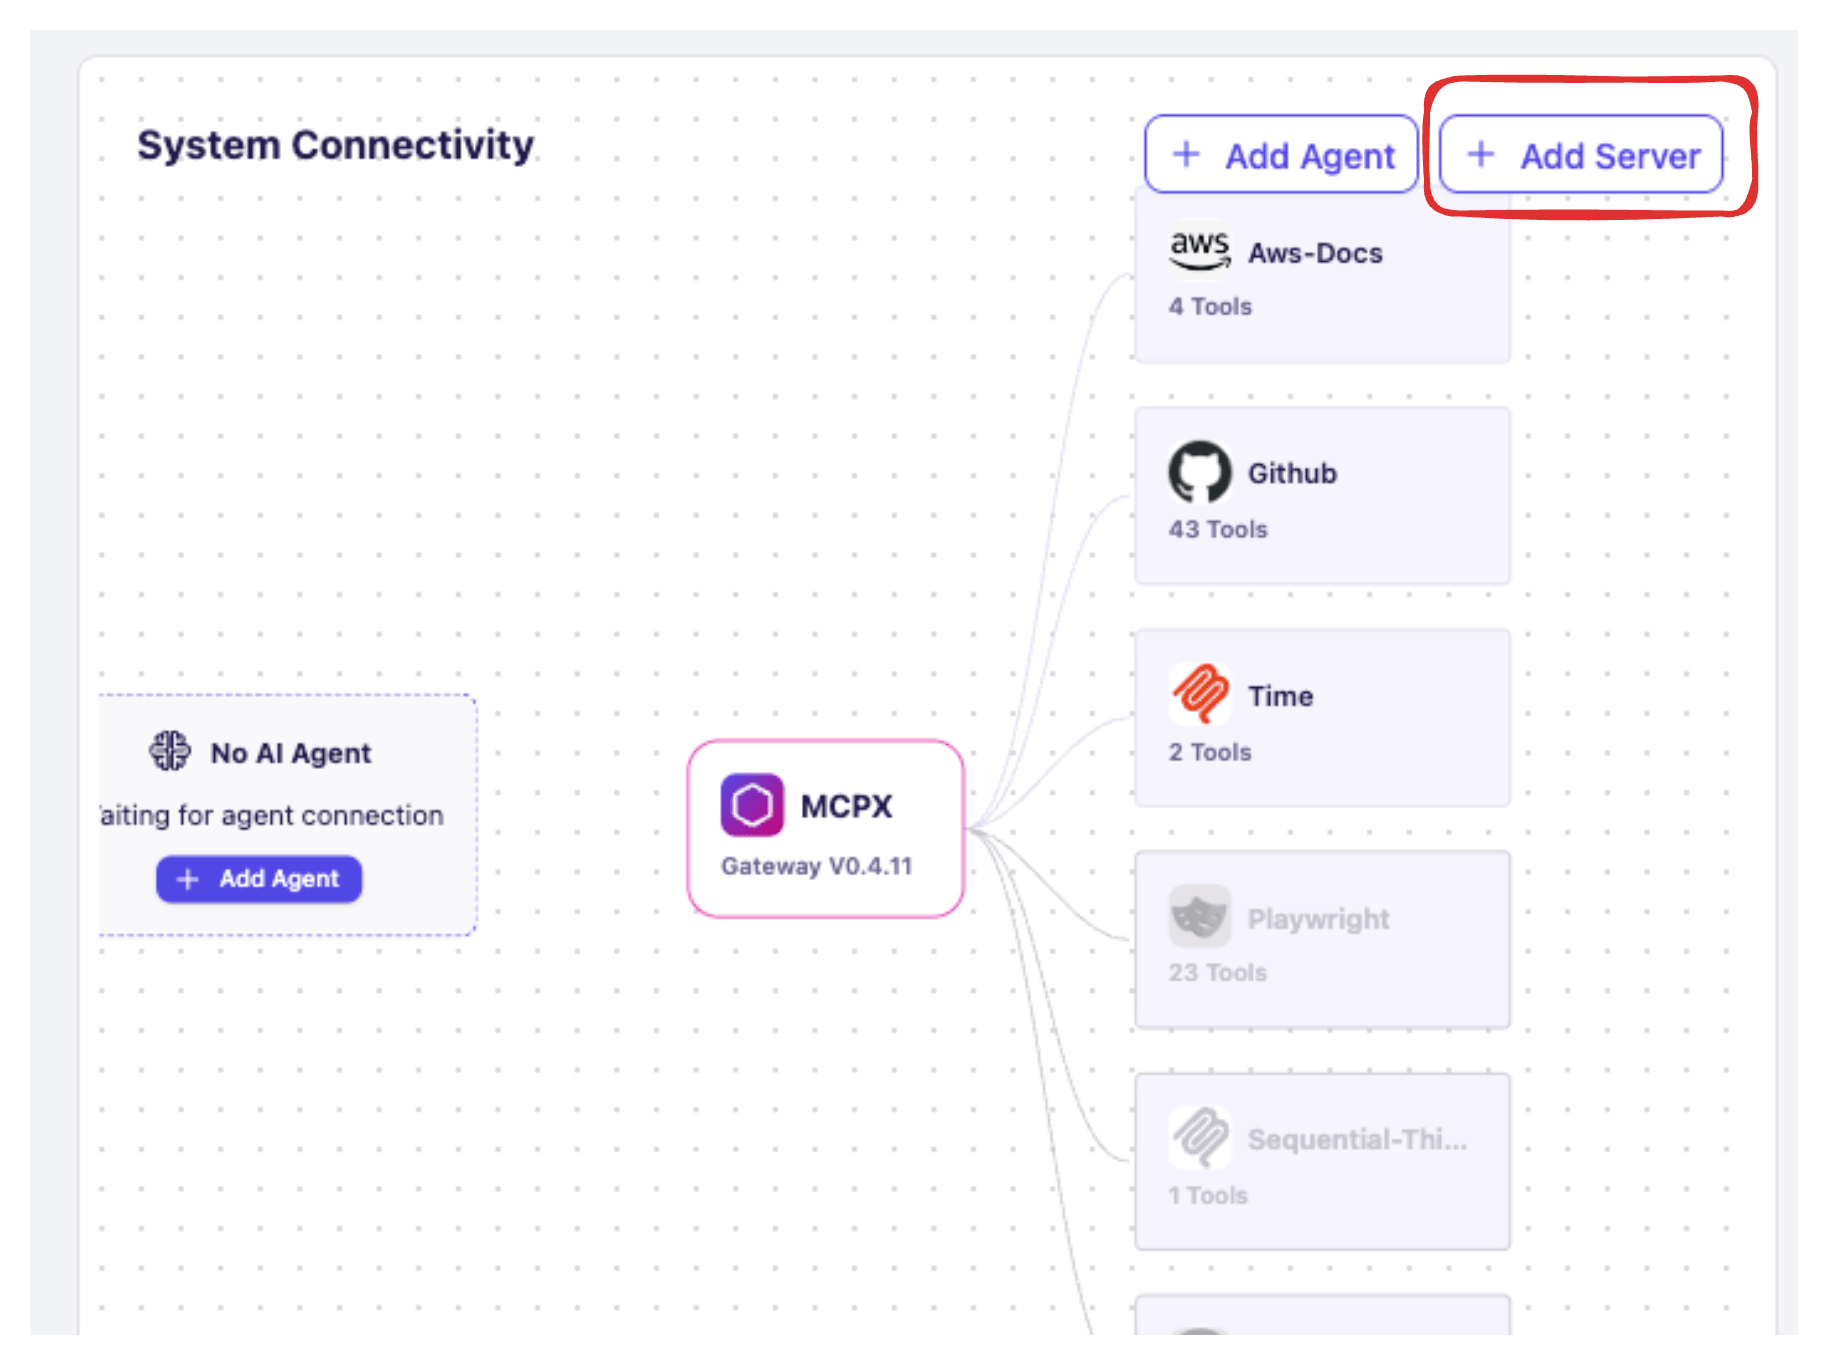 System Connectivity
+ Add Agent
+ Add Server
aws Aws-Docs
4 Tools
Github
43 Tools
Time
2 Tools
No AI Agent
aiting for agent connection
+ Add Agent
MCPX
Gateway V0.4.11
Playwright
23 Tools
Sequential-Thi...
1 Tools